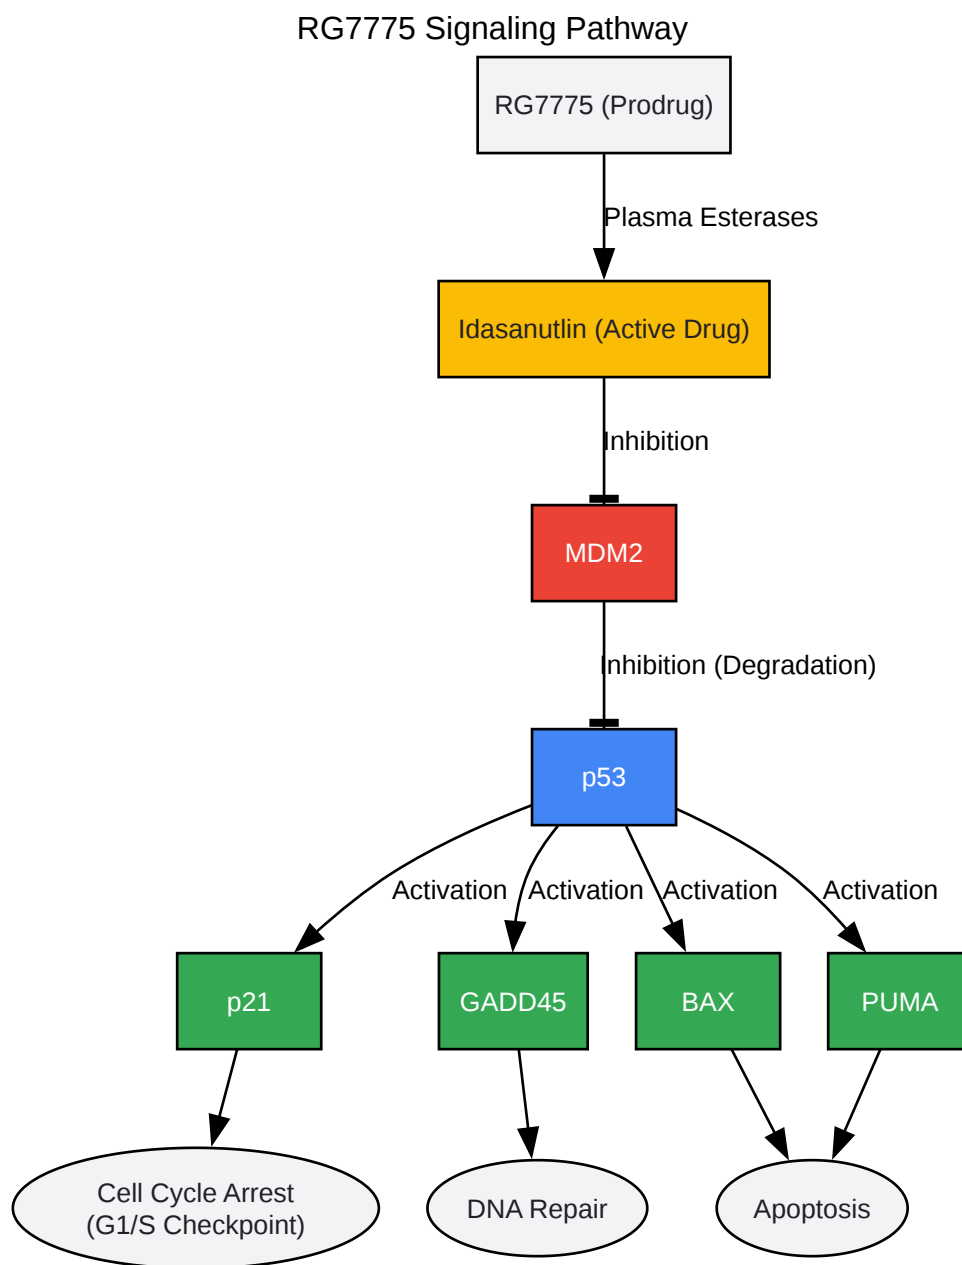 RG7775 Signaling Pathway
RG7775 (Prodrug)
Plasma Esterases
Idasanutlin (Active Drug)
Inhibition
MDM2
Inhibition (Degradation)
p53
Activation
Activation
Activation
Activation
p21
GADD45
BAX
PUMA
Cell Cycle Arrest
(G1/S Checkpoint)
DNA Repair
Apoptosis